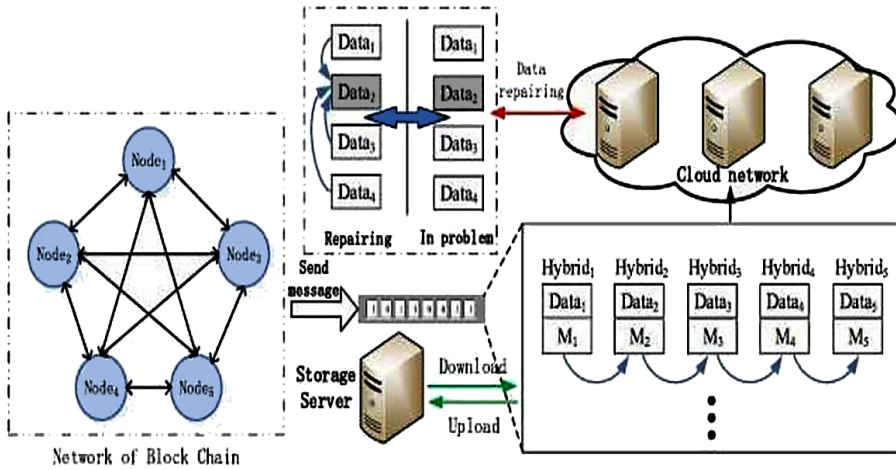 Data1
Data2
Data3
Data4
Repairing
Data1
Data2
Data3
Data4
In problem
Data
repairing
Cloud network
Node1
Node2
Node3
Node4
Node5
Network of Block Chain
Send
message
Storage
Server
Download
Upload
Hybrid1 Hybrid2 Hybrid3 Hybrid4 Hybrid5
Data1 Data2 Data3 Data4 Data5
M1 M2 M3 M4 M5